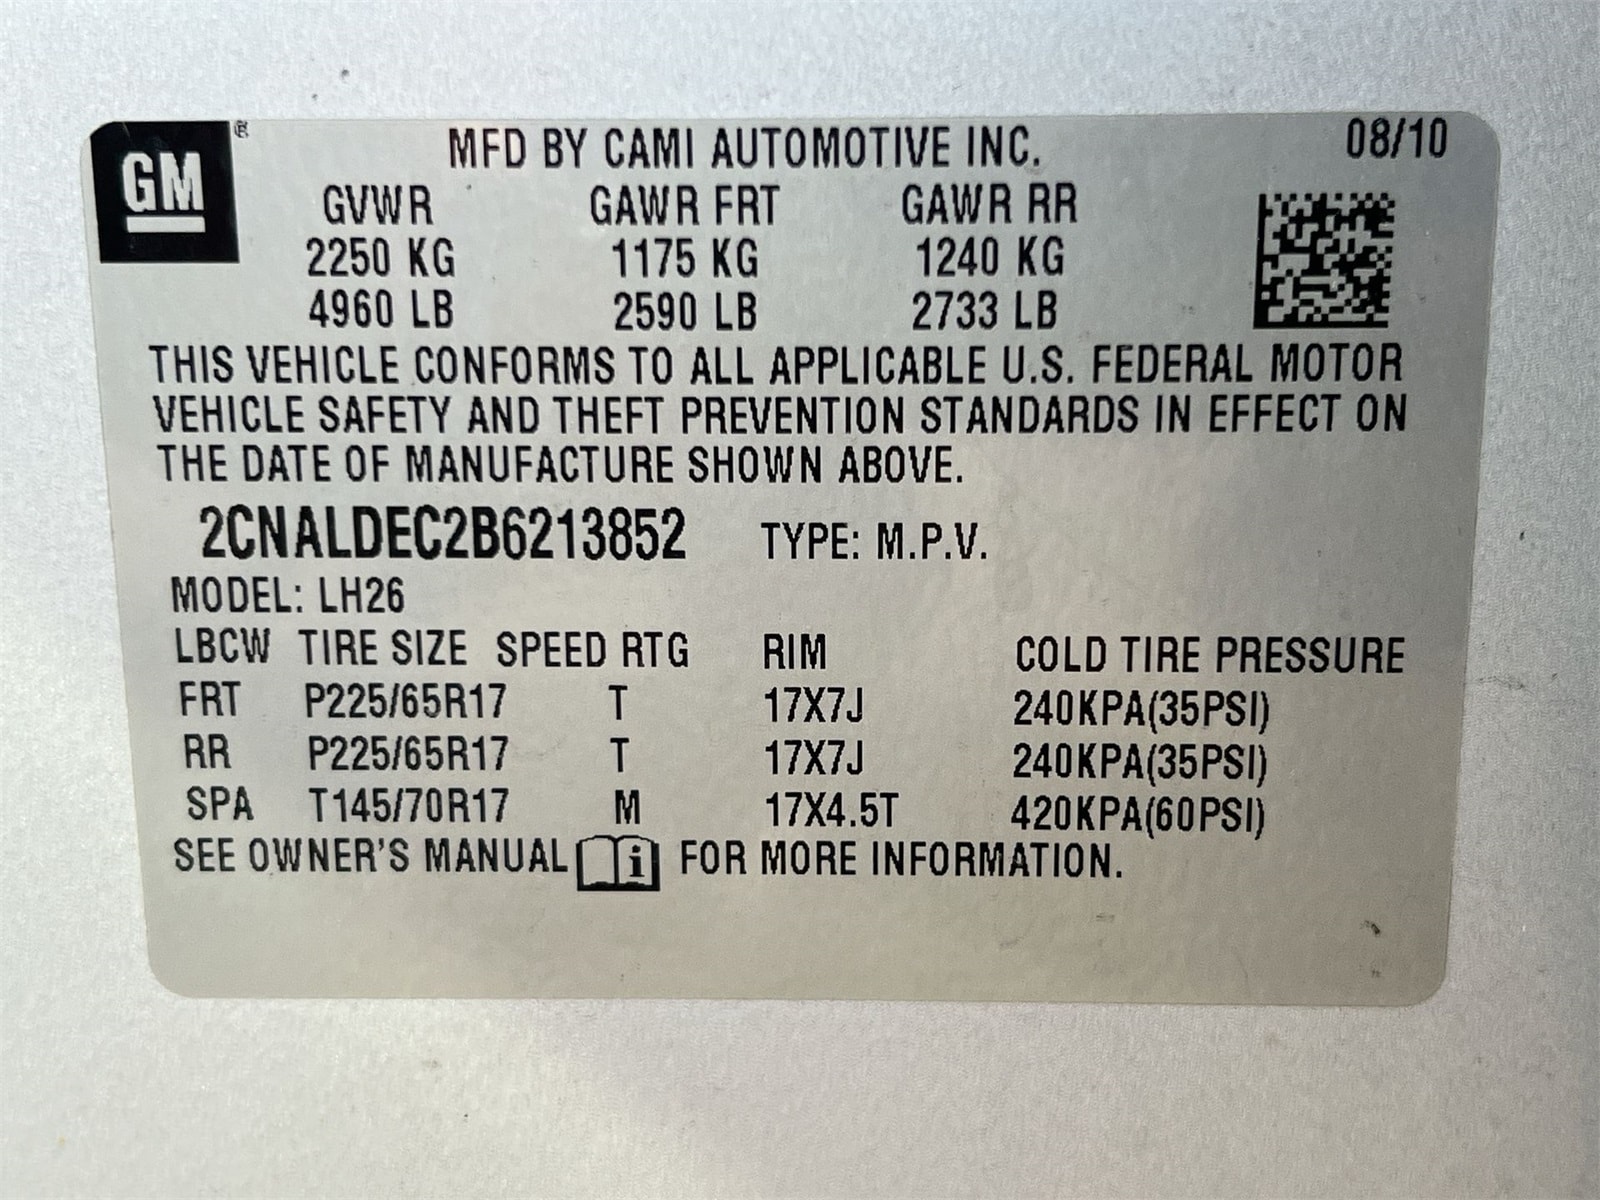 GM® MFD BY CAMI AUTOMOTIVE INC. 08/10
GVWR GAWR FRT GAWR RR
2250 KG 1175 KG 1240 KG
4960 LB 2590 LB 2733 LB
THIS VEHICLE CONFORMS TO ALL APPLICABLE U.S. FEDERAL MOTOR
VEHICLE SAFETY AND THEFT PREVENTION STANDARDS IN EFFECT ON
THE DATE OF MANUFACTURE SHOWN ABOVE.
2CNALDEC2B6213852 TYPE: M.P.V.
MODEL: LH26
LBCW TIRE SIZE SPEED RTG RIM COLD TIRE PRESSURE
FRT P225/65R17 T 17X7J 240KPA(35PSI)
RR P225/65R17 T 17X7J 240KPA(35PSI)
SPA T145/70R17 M 17X4.5T 420KPA(60PSI)
SEE OWNER'S MANUAL i FOR MORE INFORMATION.